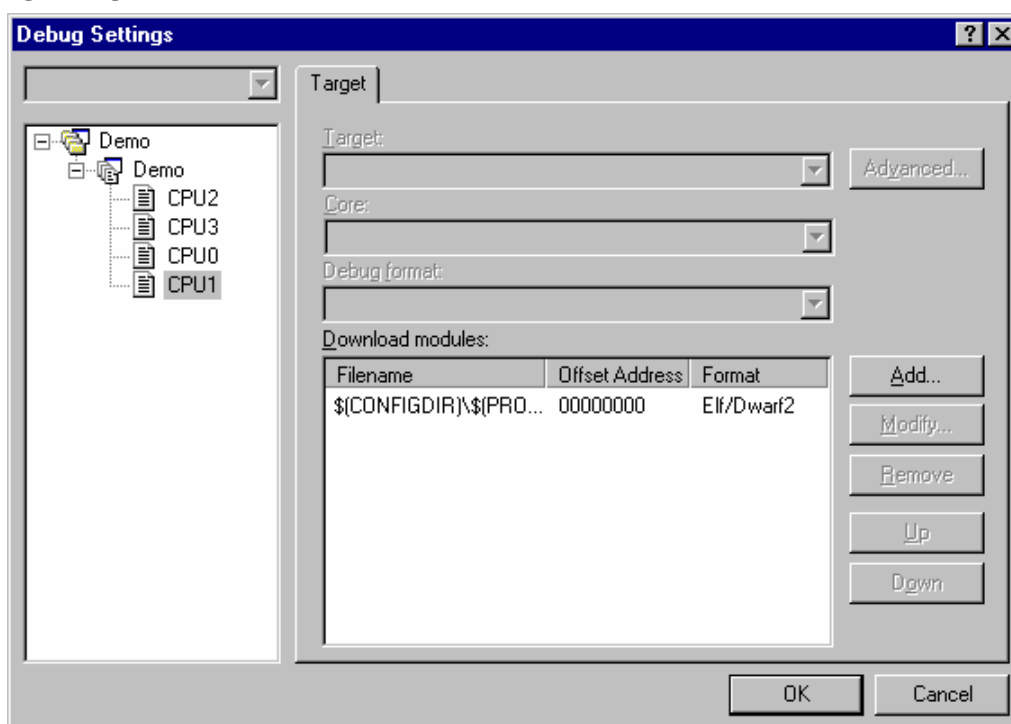 Debug Settings
Target
Demo
Demo
CPU2
CPU3
CPU0
CPU1
Target:
Advanced...
Core:
Debug format:
Download modules:
Filename Offset Address Format
$(CONFIGDIR)\$(PRO... 00000000 Elf/Dwarf2
Add...
Modify...
Remove
Up
Down
OK Cancel